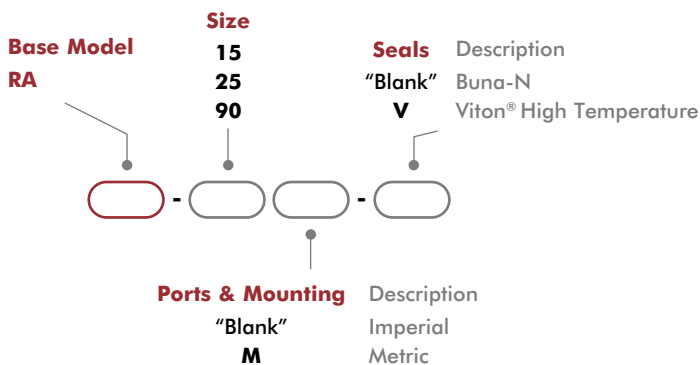 Size
Base Model
15
Seals Description
RA
25
"Blank" Buna-N
90
V Viton® High Temperature
- -
Ports & Mounting Description
"Blank" Imperial
M Metric